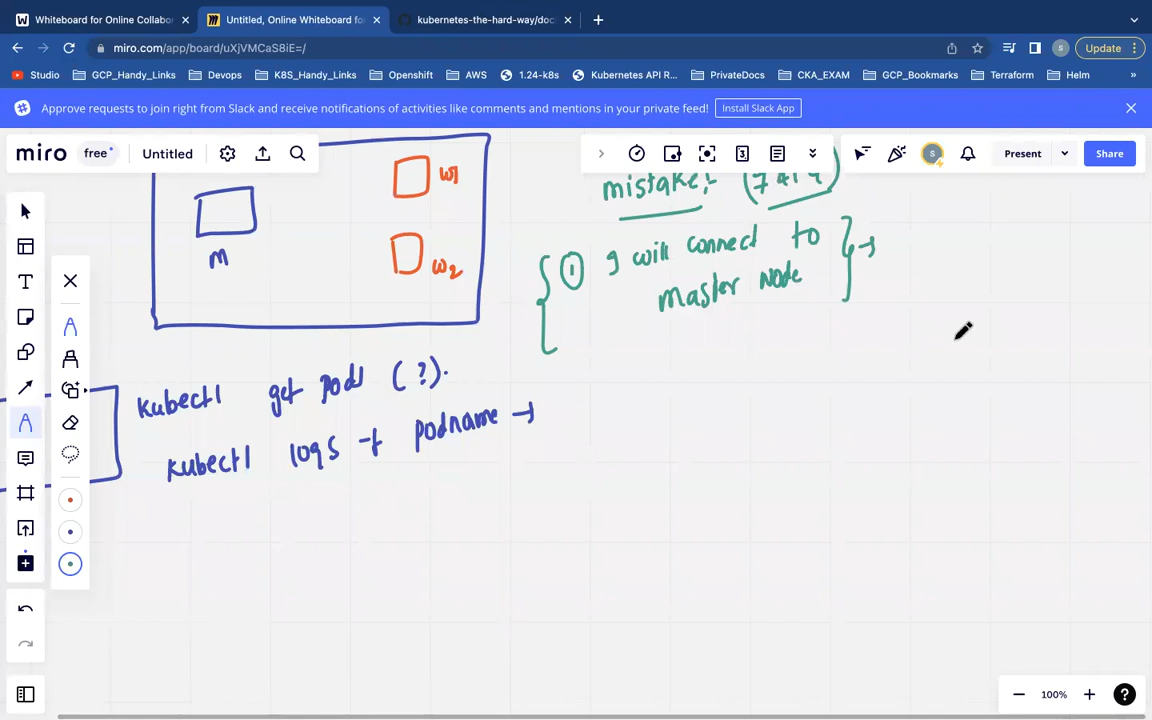 Whiteboard for Online Collabo
Untitled, Online Whiteboard fo
kubernetes-the-hard-way/doc
miro.com/app/board/uXjVMCaS8iE=/
S
Update
Studio
GCP_Handy_Links
Devops
K8S_Handy_Links
Openshift
AWS
1.24-k8s
Kubernetes API R...
PrivateDocs
CKA_EXAM
GCP_Bookmarks
Terraform
Helm
»
Approve requests to join right from Slack and receive notifications of activities like comments and mentions in your private feed!
Install Slack App
miro
free
Untitled
3
S
Present
Share
M
W1
W2
mistake:
① I will connect to
Master Node
kubectl get pods (?).
kubectl logs -f podname →
100%